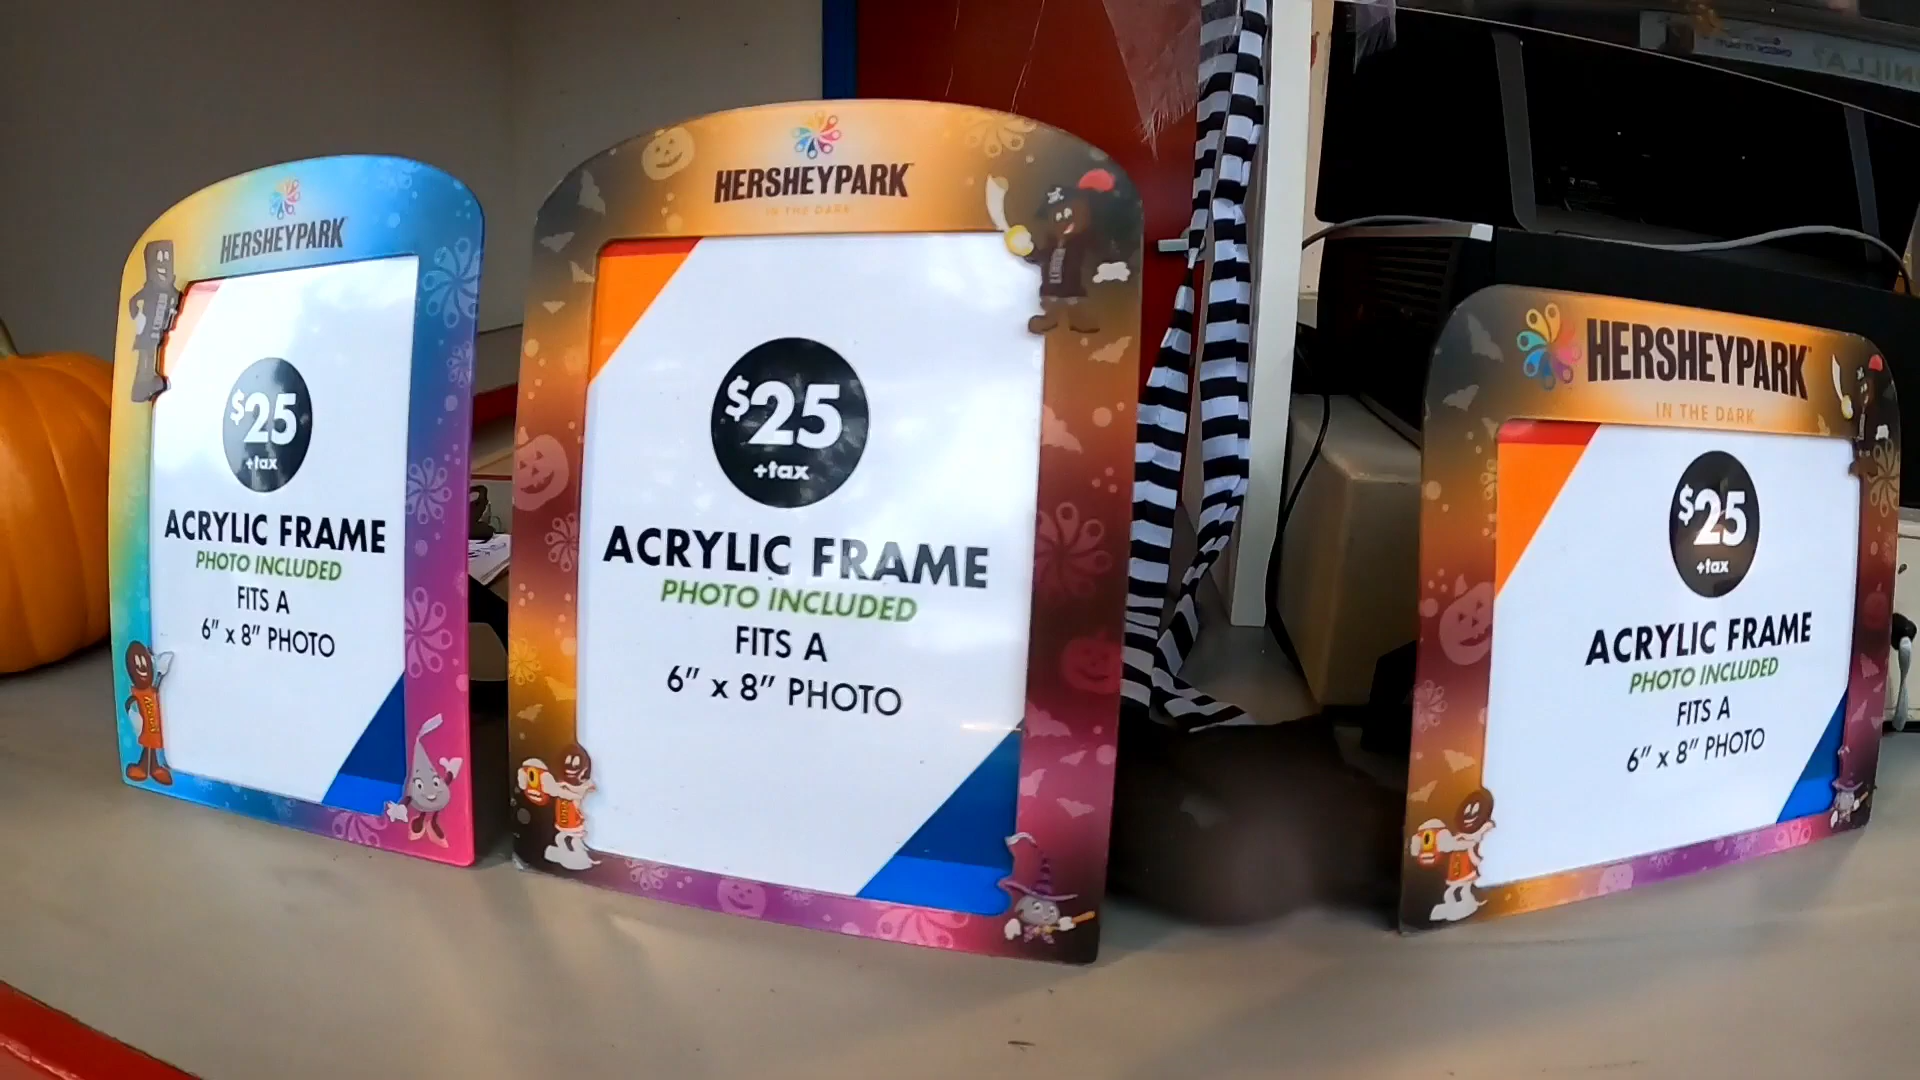 HERSHEYPARK
$25
+tax
ACRYLIC FRAME
PHOTO INCLUDED
FITS A
6" x 8" PHOTO
HERSHEYPARK
IN THE DARK
$25
+tax
ACRYLIC FRAME
PHOTO INCLUDED
FITS A
6" x 8" PHOTO
HERSHEYPARK
IN THE DARK
$25
+tax
ACRYLIC FRAME
PHOTO INCLUDED
FITS A
6" x 8" PHOTO